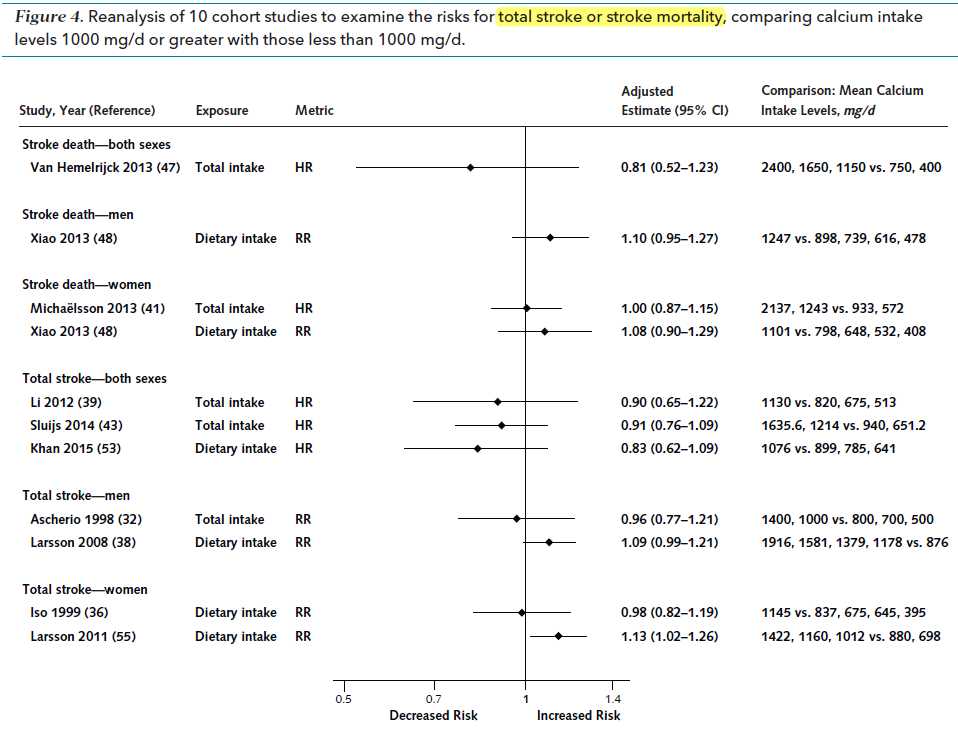 Figure 4. Reanalysis of 10 cohort studies to examine the risks for total stroke or stroke mortality, comparing calcium intake
levels 1000 mg/d or greater with those less than 1000 mg/d.
Adjusted Comparison: Mean Calcium
Study, Year (Reference) Exposure Metric Estimate (95% CI) Intake Levels, mg/d
Stroke death—both sexes
Van Hemelrijck 2013 (47) Total intake HR 0.81 (0.52–1.23) 2400, 1650, 1150 vs. 750, 400
Stroke death—men
Xiao 2013 (48) Dietary intake RR 1.10 (0.95–1.27) 1247 vs. 898, 739, 616, 478
Stroke death—women
Michaëlsson 2013 (41) Total intake HR 1.00 (0.87–1.15) 2137, 1243 vs. 933, 572
Xiao 2013 (48) Dietary intake RR 1.08 (0.90–1.29) 1101 vs. 798, 648, 532, 408
Total stroke—both sexes
Li 2012 (39) Total intake HR 0.90 (0.65–1.22) 1130 vs. 820, 675, 513
Sluijs 2014 (43) Total intake HR 0.91 (0.76–1.09) 1635.6, 1214 vs. 940, 651.2
Khan 2015 (53) Dietary intake HR 0.83 (0.62–1.09) 1076 vs. 899, 785, 641
Total stroke—men
Ascherio 1998 (32) Total intake RR 0.96 (0.77–1.21) 1400, 1000 vs. 800, 700, 500
Larsson 2008 (38) Dietary intake RR 1.09 (0.99–1.21) 1916, 1581, 1379, 1178 vs. 876
Total stroke—women
Iso 1999 (36) Dietary intake RR 0.98 (0.82–1.19) 1145 vs. 837, 675, 645, 395
Larsson 2011 (55) Dietary intake RR 1.13 (1.02–1.26) 1422, 1160, 1012 vs. 880, 698
0.5 0.7 1 1.4
Decreased Risk Increased Risk